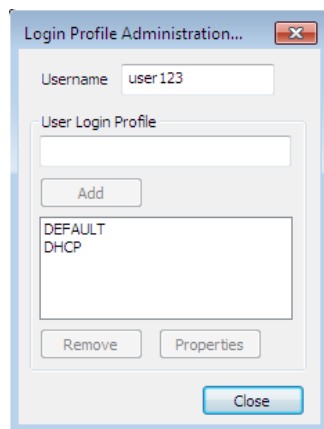 Login Profile Administration...
Username user123
User Login Profile
Add
DEFAULT
DHCP
Remove Properties
Close